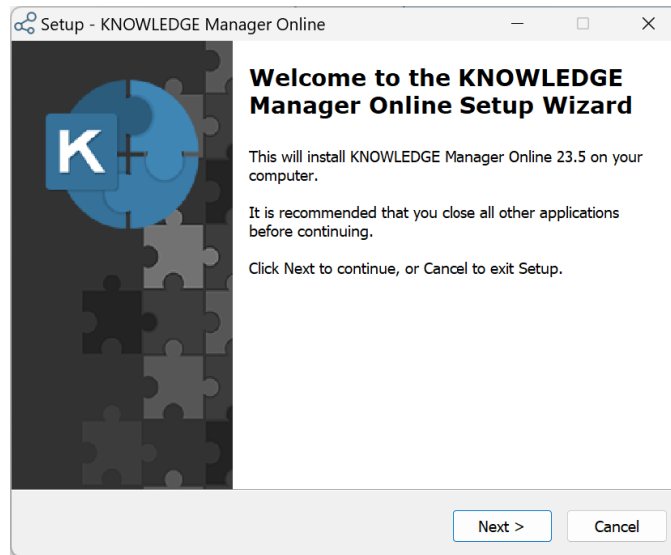 Setup - KNOWLEDGE Manager Online
K
Welcome to the KNOWLEDGE
Manager Online Setup Wizard
This will install KNOWLEDGE Manager Online 23.5 on your
computer.
It is recommended that you close all other applications
before continuing.
Click Next to continue, or Cancel to exit Setup.
Next >
Cancel